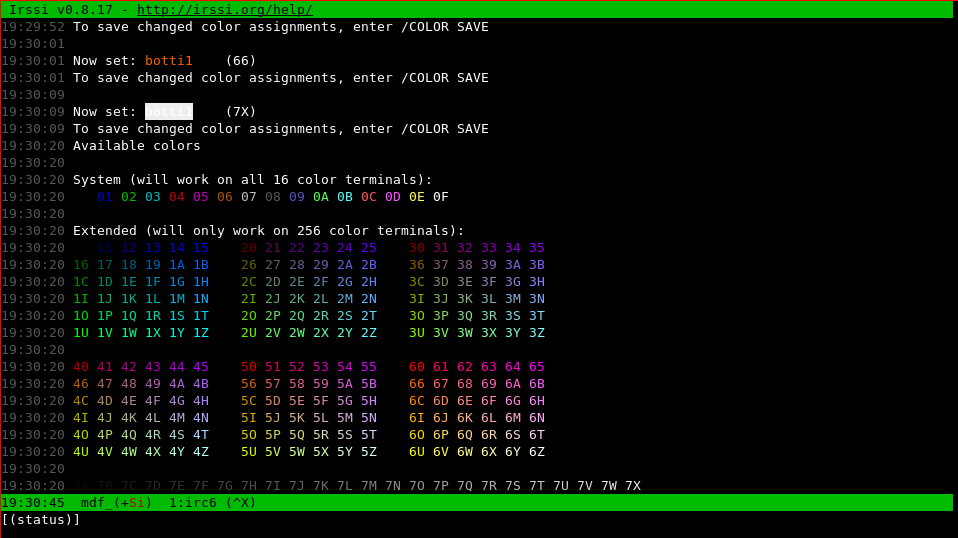 Irssi v0.8.17 - http://irssi.org/help/
19:29:52 To save changed color assignments, enter /COLOR SAVE
19:30:01
19:30:01 Now set: botti1    (66)
19:30:01 To save changed color assignments, enter /COLOR SAVE
19:30:09
19:30:09 Now set: botti1    (7X)
19:30:09 To save changed color assignments, enter /COLOR SAVE
19:30:20 Available colors
19:30:20
19:30:20 System (will work on all 16 color terminals):
19:30:20    01 02 03 04 05 06 07 08 09 0A 0B 0C 0D 0E 0F
19:30:20
19:30:20 Extended (will only work on 256 color terminals):
19:30:20    11 12 13 14 15    20 21 22 23 24 25    30 31 32 33 34 35
19:30:20 16 17 18 19 1A 1B    26 27 28 29 2A 2B    36 37 38 39 3A 3B
19:30:20 1C 1D 1E 1F 1G 1H    2C 2D 2E 2F 2G 2H    3C 3D 3E 3F 3G 3H
19:30:20 1I 1J 1K 1L 1M 1N    2I 2J 2K 2L 2M 2N    3I 3J 3K 3L 3M 3N
19:30:20 1O 1P 1Q 1R 1S 1T    2O 2P 2Q 2R 2S 2T    3O 3P 3Q 3R 3S 3T
19:30:20 1U 1V 1W 1X 1Y 1Z    2U 2V 2W 2X 2Y 2Z    3U 3V 3W 3X 3Y 3Z
19:30:20
19:30:20 40 41 42 43 44 45    50 51 52 53 54 55    60 61 62 63 64 65
19:30:20 46 47 48 49 4A 4B    56 57 58 59 5A 5B    66 67 68 69 6A 6B
19:30:20 4C 4D 4E 4F 4G 4H    5C 5D 5E 5F 5G 5H    6C 6D 6E 6F 6G 6H
19:30:20 4I 4J 4K 4L 4M 4N    5I 5J 5K 5L 5M 5N    6I 6J 6K 6L 6M 6N
19:30:20 4O 4P 4Q 4R 4S 4T    5O 5P 5Q 5R 5S 5T    6O 6P 6Q 6R 6S 6T
19:30:20 4U 4V 4W 4X 4Y 4Z    5U 5V 5W 5X 5Y 5Z    6U 6V 6W 6X 6Y 6Z
19:30:20
19:30:20 7A 7B 7C 7D 7E 7F 7G 7H 7I 7J 7K 7L 7M 7N 7O 7P 7Q 7R 7S 7T 7U 7V 7W 7X
19:30:45  mdf_(+Si)  1:irc6 (^X)
[(status)]